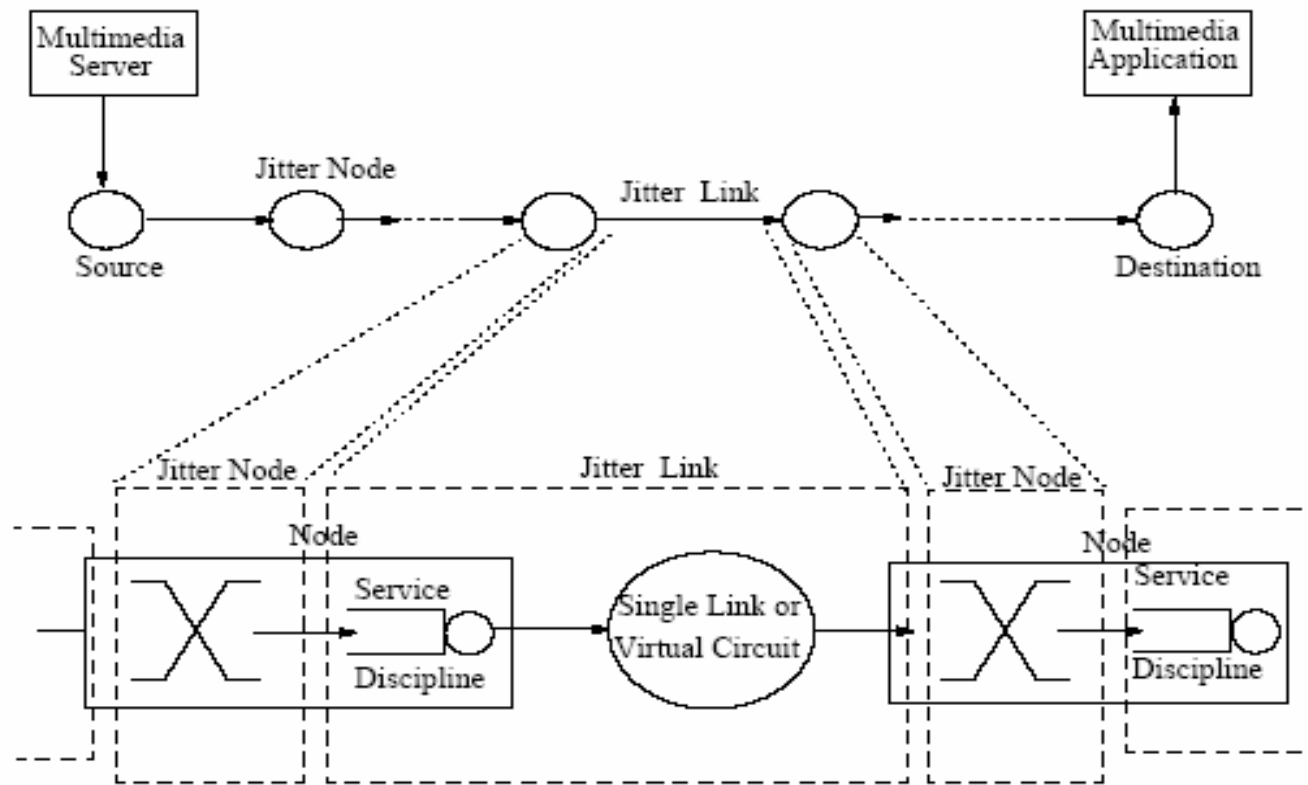 Multimedia
Server
Multimedia
Application
Jitter Node
Jitter Link
Source
Destination
Jitter Node
Jitter Link
Jitter Node
Node
Node
Service
Discipline
Single Link or
Virtual Circuit
Service
Discipline